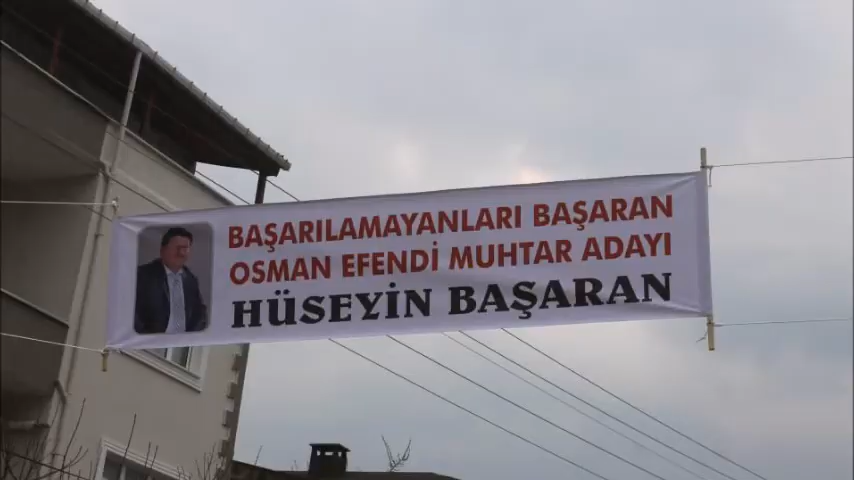 BAŞARILAMAYANLARI BAŞARAN
OSMAN EFENDİ MUHTAR ADAYI
HÜSEYİN BAŞARAN